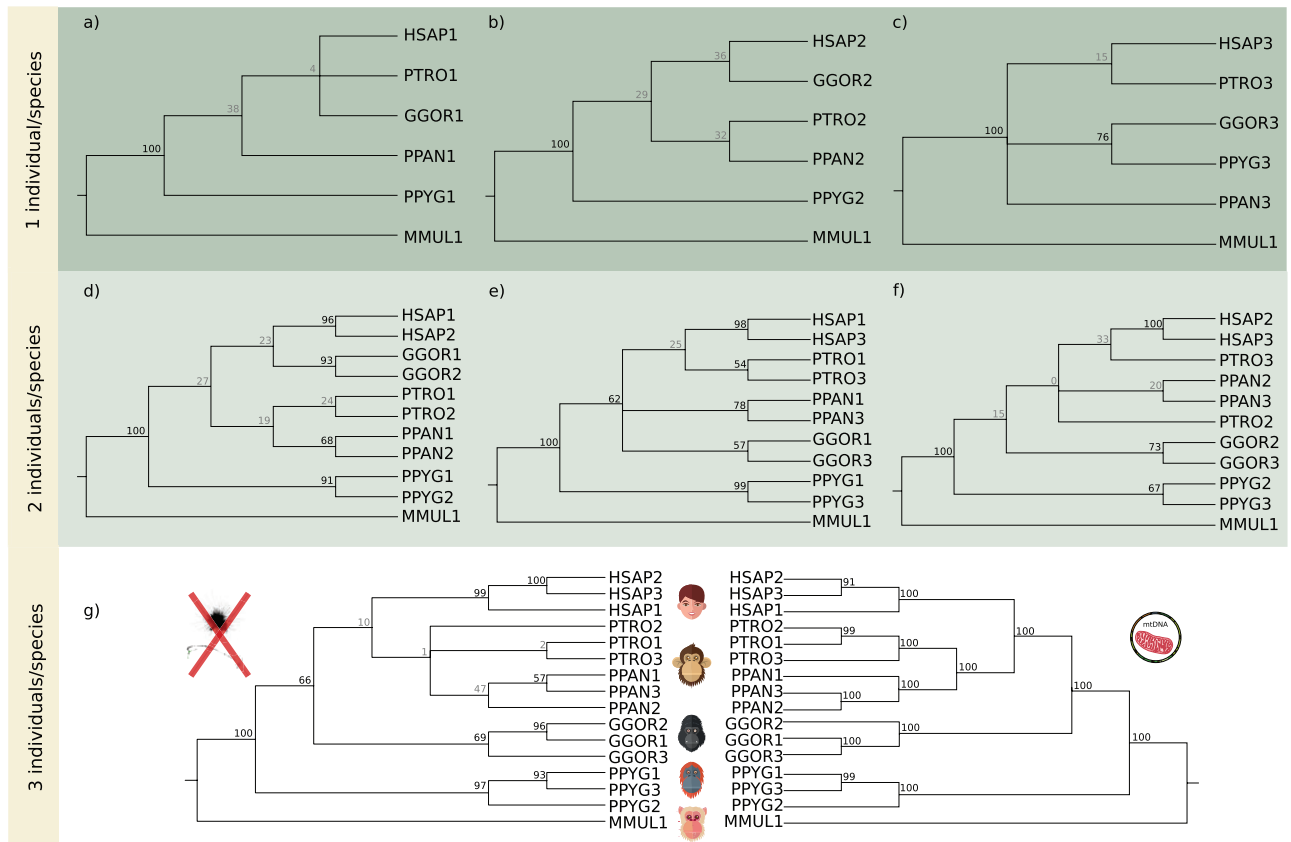 1 individual/species
a)
HSAP1
4
PTRO1
38
GGOR1
100
PPAN1
PPYG1
MMUL1
b)
HSAP2
36
GGOR2
29
PTRO2
32
100
PPAN2
PPYG2
MMUL1
c)
HSAP3
15
PTRO3
GGOR3
100
76
PPYG3
PPAN3
MMUL1
2 individuals/species
d)
HSAP1
96
HSAP2
23
GGOR1
93
GGOR2
27
PTRO1
24
PTRO2
19
PPAN1
100
68
PPAN2
PPYG1
91
PPYG2
MMUL1
e)
HSAP1
98
HSAP3
25
PTRO1
54
PTRO3
62
PPAN1
78
PPAN3
GGOR1
100
57
GGOR3
PPYG1
99
PPYG3
MMUL1
f)
HSAP2
100
HSAP3
33
PTRO3
0
PPAN2
20
PPAN3
15
PTRO2
GGOR2
100
73
GGOR3
PPYG2
67
PPYG3
MMUL1
3 individuals/species
g)
HSAP2
100
HSAP3
99
HSAP1
10
PTRO2
PTRO1
2
1
PTRO3
PPAN1
57
66
PPAN3
47
PPAN2
GGOR2
96
100
GGOR1
69
GGOR3
PPYG1
93
PPYG3
97
PPYG2
MMUL1
HSAP2
91
HSAP3
100
HSAP1
PTRO2
99
100
PTRO1
100
PTRO3
100
PPAN1
100
100
PPAN3
100
PPAN2
GGOR2
100
GGOR1
100
100
GGOR3
PPYG1
99
PPYG3
100
PPYG2
MMUL1
mtDNA